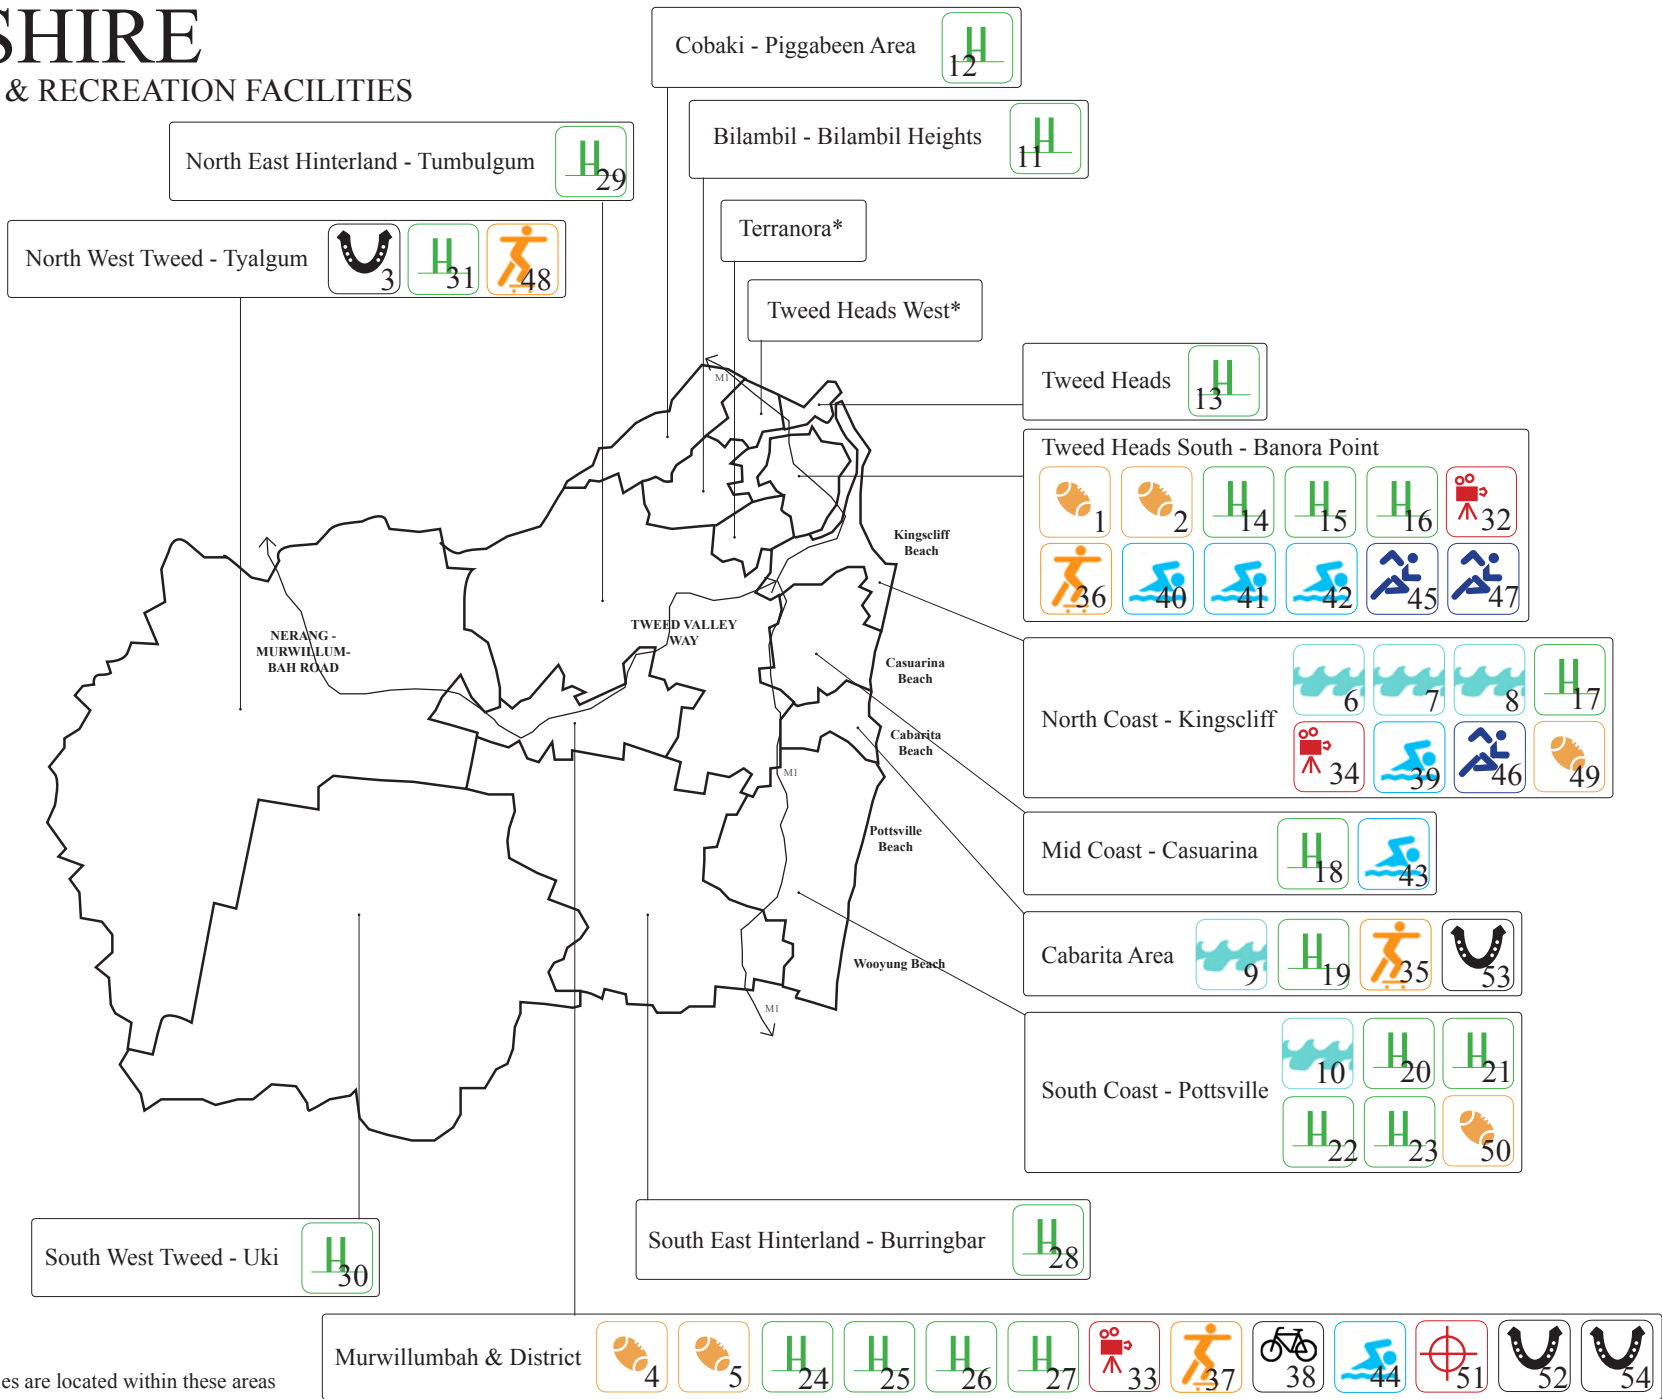 SHIRE
& RECREATION FACILITIES
Cobaki - Piggabeen Area
12
Bilambil - Bilambil Heights
11
North East Hinterland - Tumbulgum
29
Terranora*
North West Tweed - Tyalgum
3
31
48
Tweed Heads West*
Tweed Heads
13
M1
Tweed Heads South - Banora Point
1
2
14
15
16
32
36
40
41
42
45
47
Kingscliff
Beach
NERANG -
MURWILLUM-
BAH ROAD
TWEED VALLEY
WAY
Casuarina
Beach
North Coast - Kingscliff
6
7
8
17
34
39
46
49
Cabarita
Beach
M1
Pottsville
Beach
Mid Coast - Casuarina
18
43
Cabarita Area
9
19
35
53
Wooyung Beach
M1
South Coast - Pottsville
10
20
21
22
23
50
South West Tweed - Uki
30
South East Hinterland - Burringbar
28
Murwillumbah & District
4
5
24
25
26
27
33
37
38
44
51
52
54
es are located within these areas